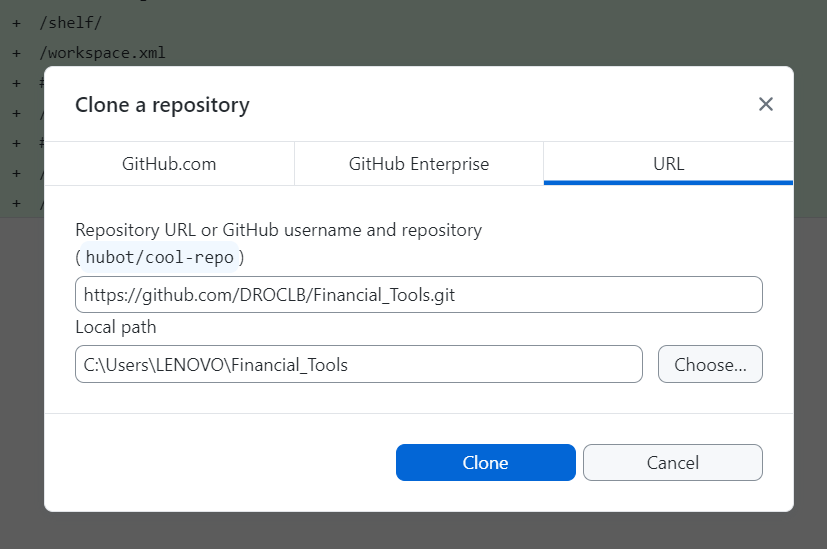 + /shelf/
+ /workspace.xml
+ #
+ /
+ #
+ /
+ /
Clone a repository
GitHub.com
GitHub Enterprise
URL
Repository URL or GitHub username and repository
(hubot/cool-repo)
https://github.com/DROCLB/Financial_Tools.git
Local path
C:\Users\LENOVO\Financial_Tools
Choose...
Clone
Cancel